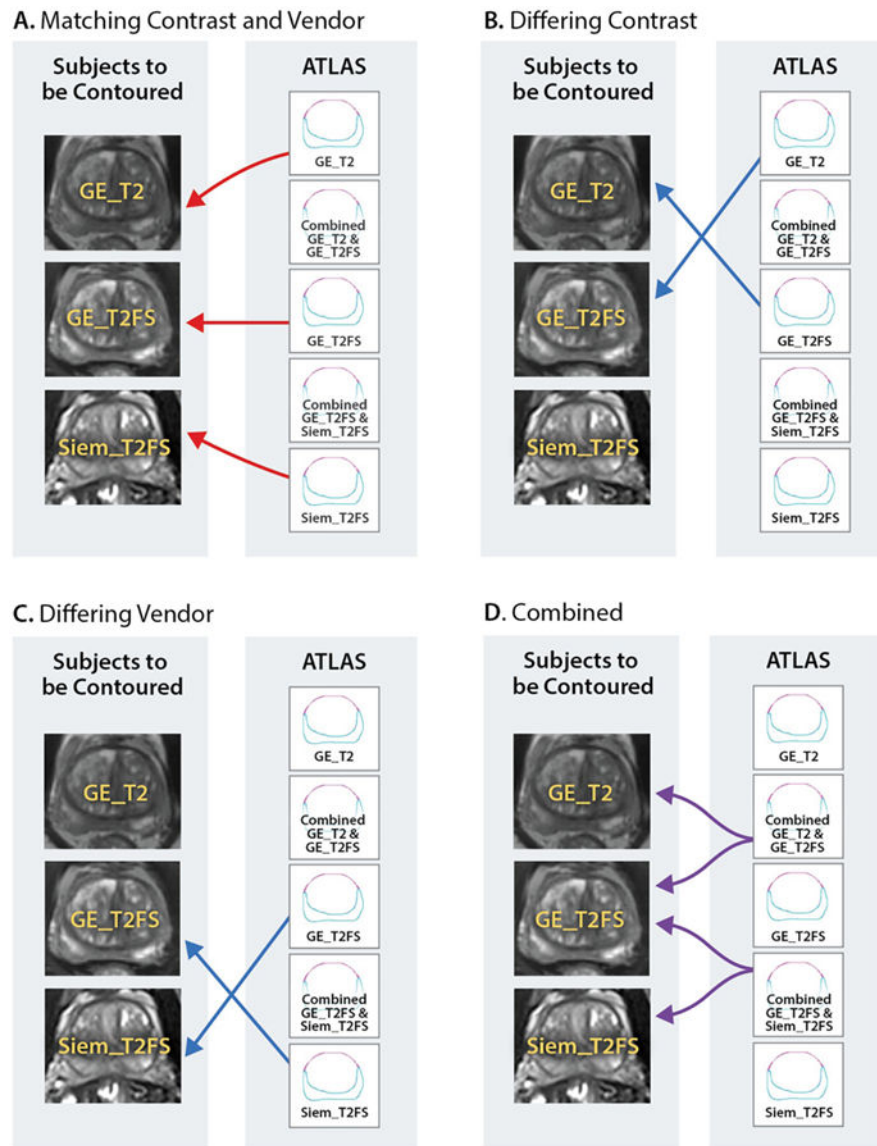 A. Matching Contrast and Vendor
Subjects to
be Contoured
ATLAS
GE_T2
GE_T2FS
Siem_T2FS
GE_T2
Combined
GE_T2 &
GE_T2FS
GE_T2FS
Combined
GE_T2FS &
Siem_T2FS
Siem_T2FS
B. Differing Contrast
Subjects to
be Contoured
ATLAS
GE_T2
GE_T2FS
Siem_T2FS
GE_T2
Combined
GE_T2 &
GE_T2FS
GE_T2FS
Combined
GE_T2FS &
Siem_T2FS
Siem_T2FS
C. Differing Vendor
Subjects to
be Contoured
ATLAS
GE_T2
GE_T2FS
Siem_T2FS
GE_T2
Combined
GE_T2 &
GE_T2FS
GE_T2FS
Combined
GE_T2FS &
Siem_T2FS
Siem_T2FS
D. Combined
Subjects to
be Contoured
ATLAS
GE_T2
GE_T2FS
Siem_T2FS
GE_T2
Combined
GE_T2 &
GE_T2FS
GE_T2FS
Combined
GE_T2FS &
Siem_T2FS
Siem_T2FS